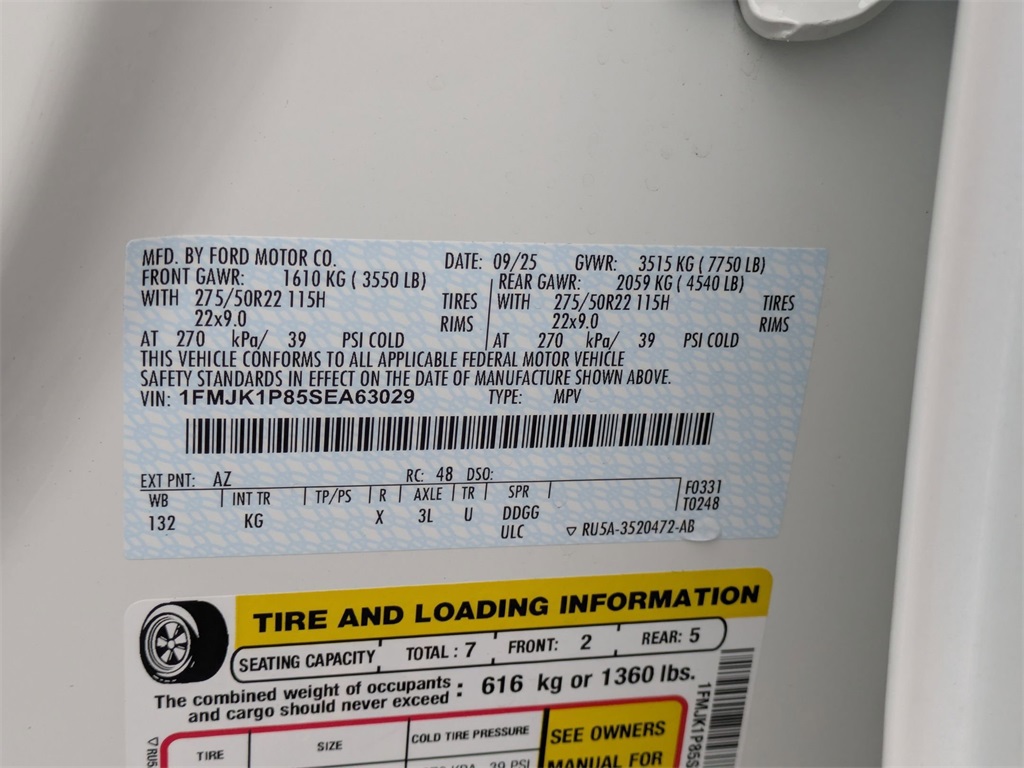 MFD. BY FORD MOTOR CO. DATE: 09/25 GVWR: 3515 KG ( 7750 LB)
FRONT GAWR: 1610 KG ( 3550 LB) REAR GAWR: 2059 KG ( 4540 LB)
WITH 275/50R22 115H TIRES WITH 275/50R22 115H TIRES
22x9.0 RIMS 22x9.0 RIMS
AT 270 kPa/ 39 PSI COLD AT 270 kPa/ 39 PSI COLD
THIS VEHICLE CONFORMS TO ALL APPLICABLE FEDERAL MOTOR VEHICLE
SAFETY STANDARDS IN EFFECT ON THE DATE OF MANUFACTURE SHOWN ABOVE.
VIN: 1FMJK1P85SEA63029 TYPE: MPV
EXT PNT: AZ RC: 48 DSO:
WB INT TR TP/PS R AXLE TR SPR F0331
132 KG X 3L U DDGG T0248
ULC ▽ RU5A-3520472-AB
TIRE AND LOADING INFORMATION
SEATING CAPACITY TOTAL : 7 FRONT: 2 REAR: 5
The combined weight of occupants
and cargo should never exceed : 616 kg or 1360 lbs.
TIRE SIZE COLD TIRE PRESSURE SEE OWNERS
39 PSI MANUAL FOR
▽ RU5
1FMJK1P85S